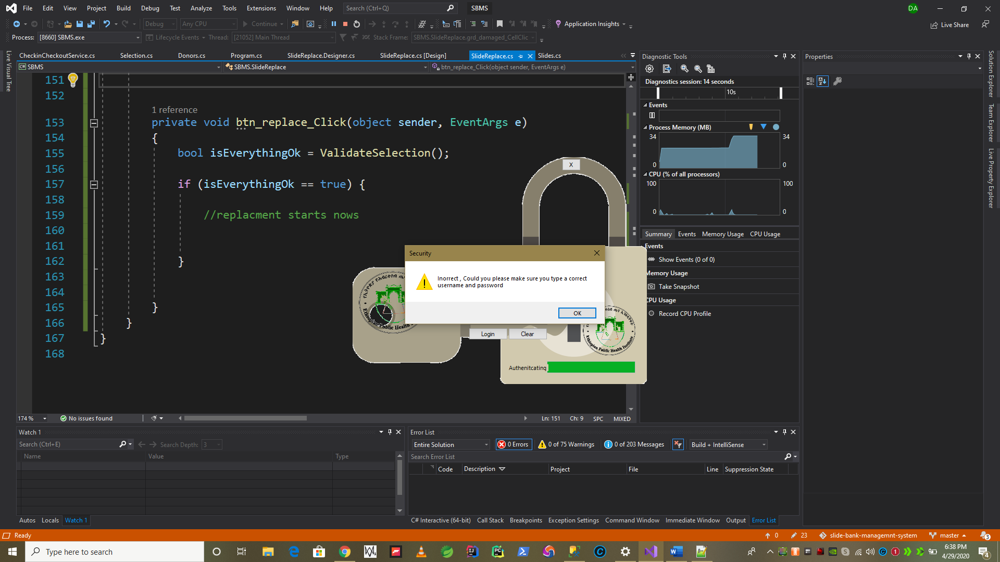 File Edit View Project Build Debug Test Analyze Tools Extensions Window Help Search (Ctrl+Q) SBMS DA
Debug Any CPU Continue Application Insights Live Share
Process: [8660] SBMS.exe Lifecycle Events Thread: [21052] Main Thread Stack Frame: SBMS.SlideReplace.grd_damaged_CellClic
CheckinCheckoutService.cs Selection.cs Donors.cs Program.cs SlideReplace.Designer.cs SlideReplace.cs [Design] SlideReplace.cs Slides.cs
SBMS SBMS.SlideReplace btn_replace_Click(object sender, EventArgs e)
Live Visual Tree
151
152
1 reference
153 private void btn_replace_Click(object sender, EventArgs e)
154 {
155 bool isEverythingOk = ValidateSelection();
156
157 if (isEverythingOk == true) {
158
159 //replacment starts nows
160
161
162 }
163
164
165 }
166 }
167 }
168
X
Security
Inorrect , Could you please make sure you type a correct
username and password
OK
Login Clear
Ethiopian Public Health Institute
Authenitcating
174 % No issues found Ln: 151 Ch: 9 SPC MIXED
Diagnostic Tools
Diagnostics session: 14 seconds
10s
Events
Process Memory (MB)
34 34
0 0
CPU (% of all processors)
100 100
0 0
Summary Events Memory Usage CPU Usage
Events
Show Events (0 of 0)
Memory Usage
Take Snapshot
CPU Usage
Record CPU Profile
Properties
Solution Explorer
Team Explorer
Live Property Explorer
Watch 1
Search (Ctrl+E) Search Depth: 3
Name Value Type
Autos Locals Watch 1
Error List
Entire Solution 0 Errors 0 of 75 Warnings 0 of 203 Messages Build + IntelliSense
Search Error List
Code Description Project File Line Suppression State
C# Interactive (64-bit) Call Stack Breakpoints Exception Settings Command Window Immediate Window Output Error List
Ready 0 23 slide-bank-managemnt-system master 3
Type here to search
6:38 PM
4/29/2020
4